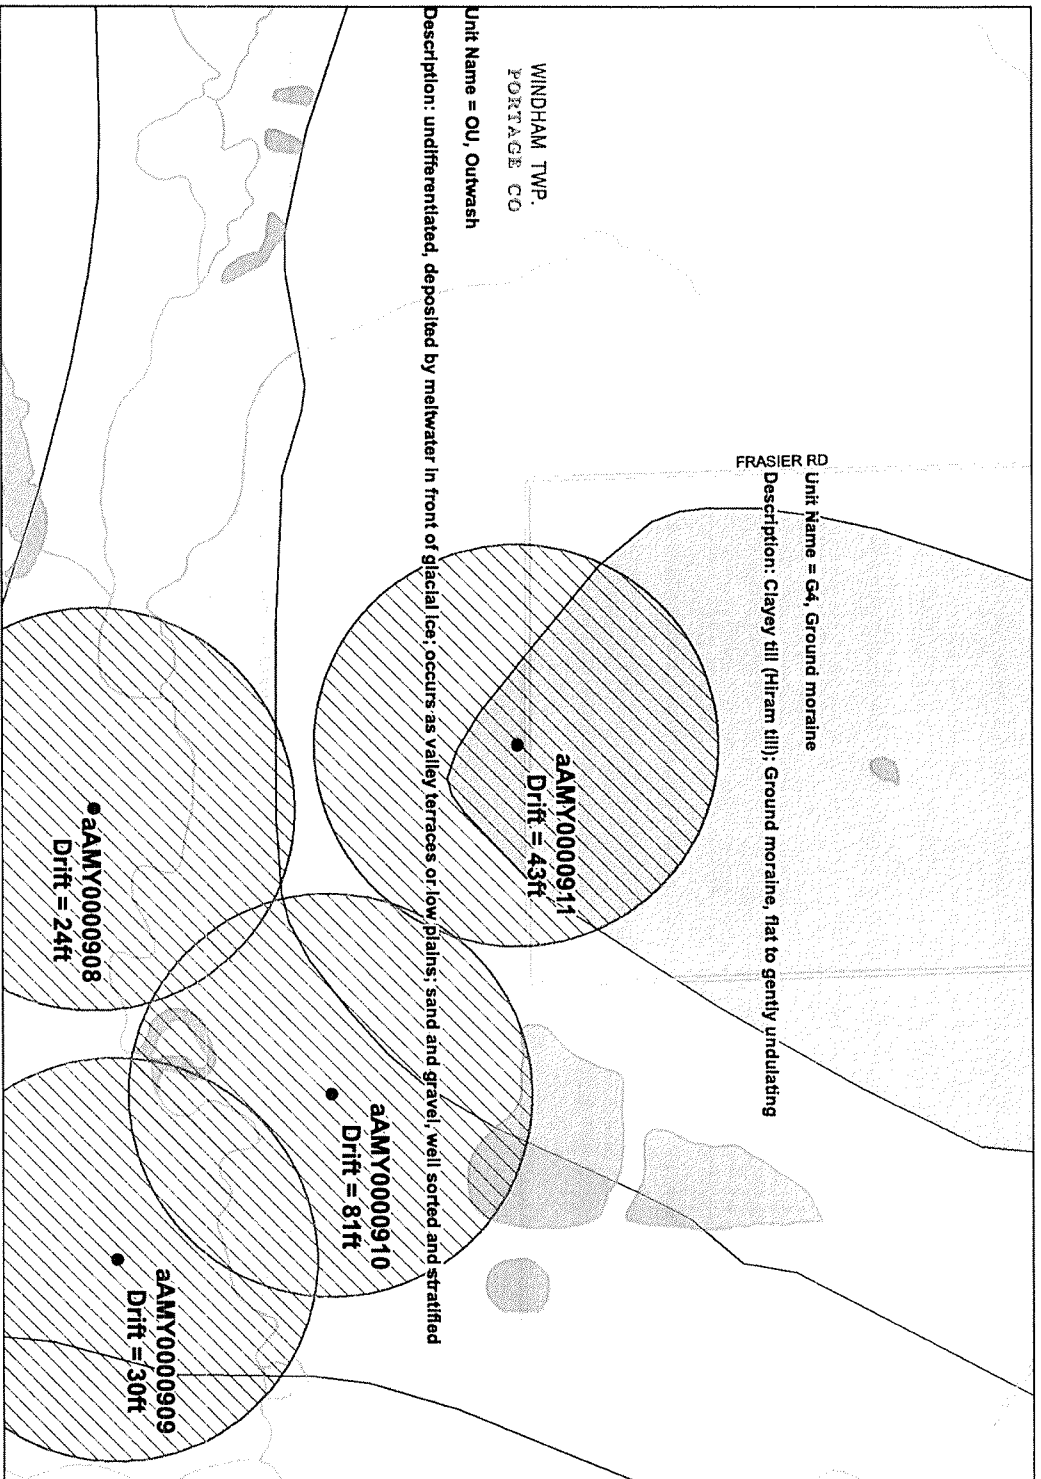 FRASIER RD
Unit Name = G4, Ground moraine
Description: Clayey till (Hiram till); Ground moraine, flat to gently undulating
WINDHAM TWP.
PORTAGE CO
Unit Name = OU, Outwash
Description: undifferentiated, deposited by meltwater in front of glacial ice; occurs as valley terraces or low plains; sand and gravel, well sorted and stratified
aAMY0000911
Drift = 43ft
aAMY0000910
Drift = 81ft
aAMY0000909
Drift = 30ft
aAMY0000908
Drift = 24ft